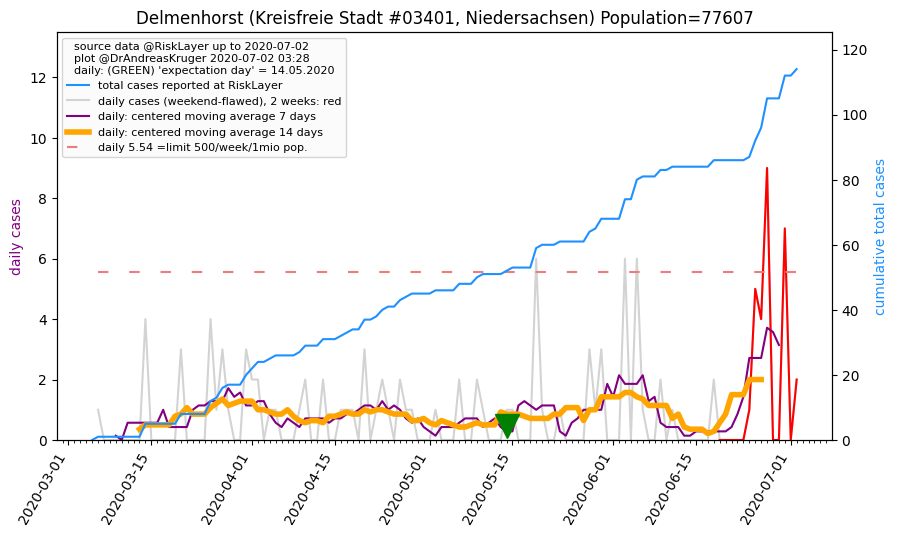 Delmenhorst (Kreisfreie Stadt #03401, Niedersachsen) Population=77607
source data @RiskLayer up to 2020-07-02
plot @DrAndreasKruger 2020-07-02 03:28
daily: (GREEN) 'expectation day' = 14.05.2020
total cases reported at RiskLayer
daily cases (weekend-flawed), 2 weeks: red
daily: centered moving average 7 days
daily: centered moving average 14 days
daily 5.54 =limit 500/week/1mio pop.
daily cases
0
2
4
6
8
10
12
cumulative total cases
0
20
40
60
80
100
120
2020-03-01
2020-03-15
2020-04-01
2020-04-15
2020-05-01
2020-05-15
2020-06-01
2020-06-15
2020-07-01